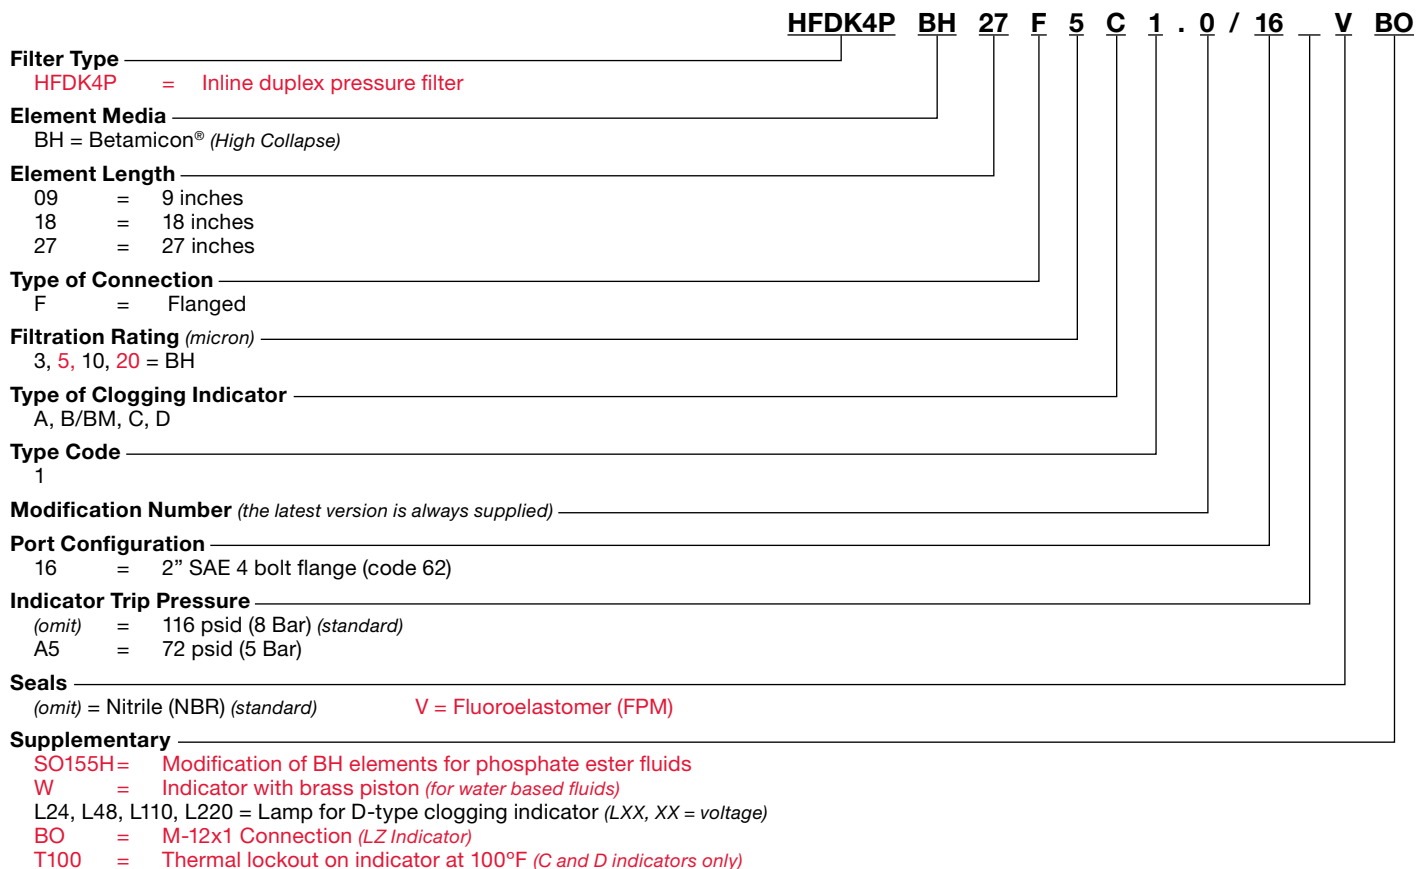 HFDK4P BH 27 F 5 C 1 . 0 / 16 _ V BO
Filter Type
HFDK4P = Inline duplex pressure filter
Element Media
BH = Betamicon® (High Collapse)
Element Length
09 = 9 inches
18 = 18 inches
27 = 27 inches
Type of Connection
F = Flanged
Filtration Rating (micron)
3, 5, 10, 20 = BH
Type of Clogging Indicator
A, B/BM, C, D
Type Code
1
Modification Number (the latest version is always supplied)
Port Configuration
16 = 2” SAE 4 bolt flange (code 62)
Indicator Trip Pressure
(omit) = 116 psid (8 Bar) (standard)
A5 = 72 psid (5 Bar)
Seals
(omit) = Nitrile (NBR) (standard) V = Fluoroelastomer (FPM)
Supplementary
SO155H = Modification of BH elements for phosphate ester fluids
W = Indicator with brass piston (for water based fluids)
L24, L48, L110, L220 = Lamp for D-type clogging indicator (LXX, XX = voltage)
BO = M-12x1 Connection (LZ Indicator)
T100 = Thermal lockout on indicator at 100°F (C and D indicators only)